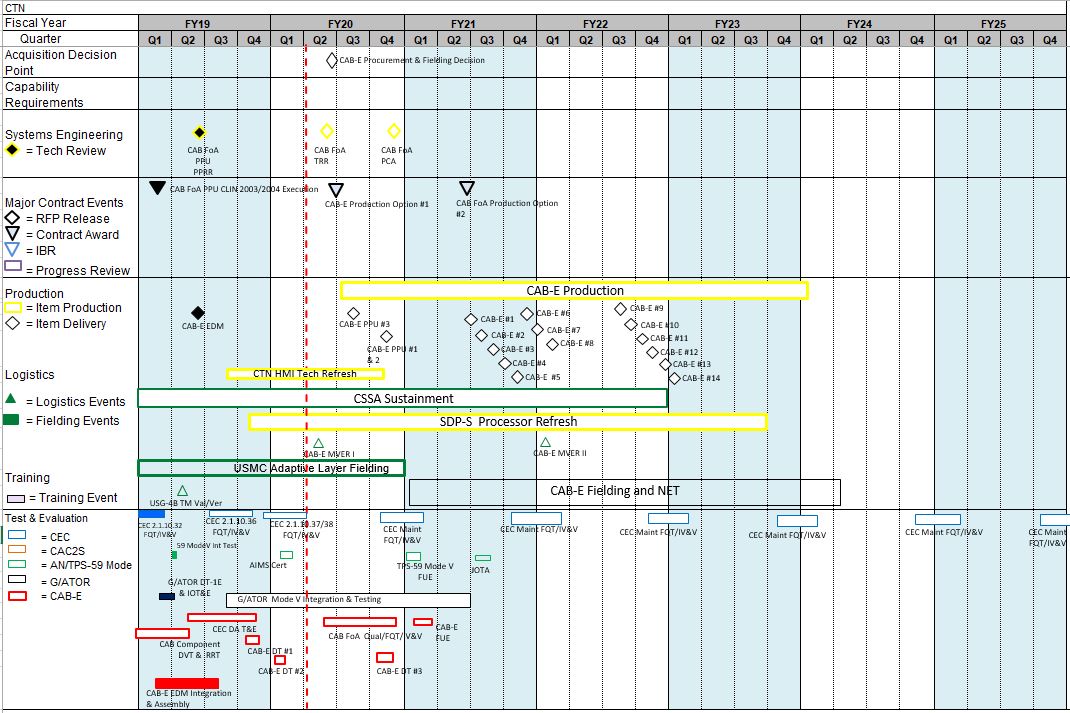 CTN
Fiscal Year FY19 FY20 FY21 FY22 FY23 FY24 FY25
Quarter Q1 Q2 Q3 Q4 Q1 Q2 Q3 Q4 Q1 Q2 Q3 Q4 Q1 Q2 Q3 Q4 Q1 Q2 Q3 Q4 Q1 Q2 Q3 Q4 Q1 Q2 Q3 Q4
Acquisition Decision
Point
CAB-E Procurement & Fielding Decision
Capability
Requirements
Systems Engineering
= Tech Review
CAB FoA
PPU
PPRR
CAB FoA
TRR
CAB FoA
PCA
Major Contract Events
= RFP Release
= Contract Award
= IBR
= Progress Review
CAB FoA PPU CLIN 2003/2004 Execution
CAB-E Production Option #1
CAB FoA Production Option
#2
Production
= Item Production
= Item Delivery
CAB-E Production
CAB-E EDM
CAB-E PPU #3
CAB-E PPU #1
& 2
CAB-E #1
CAB-E #2
CAB-E #3
CAB-E #4
CAB-E #5
CAB-E #6
CAB-E #7
CAB-E #8
CAB-E #9
CAB-E #10
CAB-E #11
CAB-E #12
CAB-E #13
CAB-E #14
Logistics
= Logistics Events
= Fielding Events
CTN HMI Tech Refresh
CSSA Sustainment
SDP-S Processor Refresh
CAB-E MVER I
CAB-E MVER II
USMC Adaptive Layer Fielding
Training
= Training Event
USG-4B TM Val/Ver
CAB-E Fielding and NET
Test & Evaluation
= CEC
= CAC2S
= AN/TPS-59 Mode
= G/ATOR
= CAB-E
CEC 2.1.10.32
FQT/IV&V
CEC 2.1.10.36
FQT/IV&V
CEC 2.1.10.37/38
FQT/IV&V
CEC Maint
FQT/IV&V
CEC Maint FQT/IV&V
CEC Maint FQT/IV&V
CEC Maint FQT/IV&V
CEC Maint FQT/IV&V
CEC Maint
FQT/IV&V
59 ModeV Int Test
AIMS Cert
TPS-59 Mode V
FUE
JOTA
G/ATOR DT-1E
& IOT&E
G/ATOR Mode V Integration & Testing
CEC DA T&E
CAB FoA Qual/FQT/IV&V
CAB-E
FUE
CAB Component
DVT & RRT
CAB-E DT #1
CAB-E DT #2
CAB-E DT #3
CAB-E EDM Integration
& Assembly